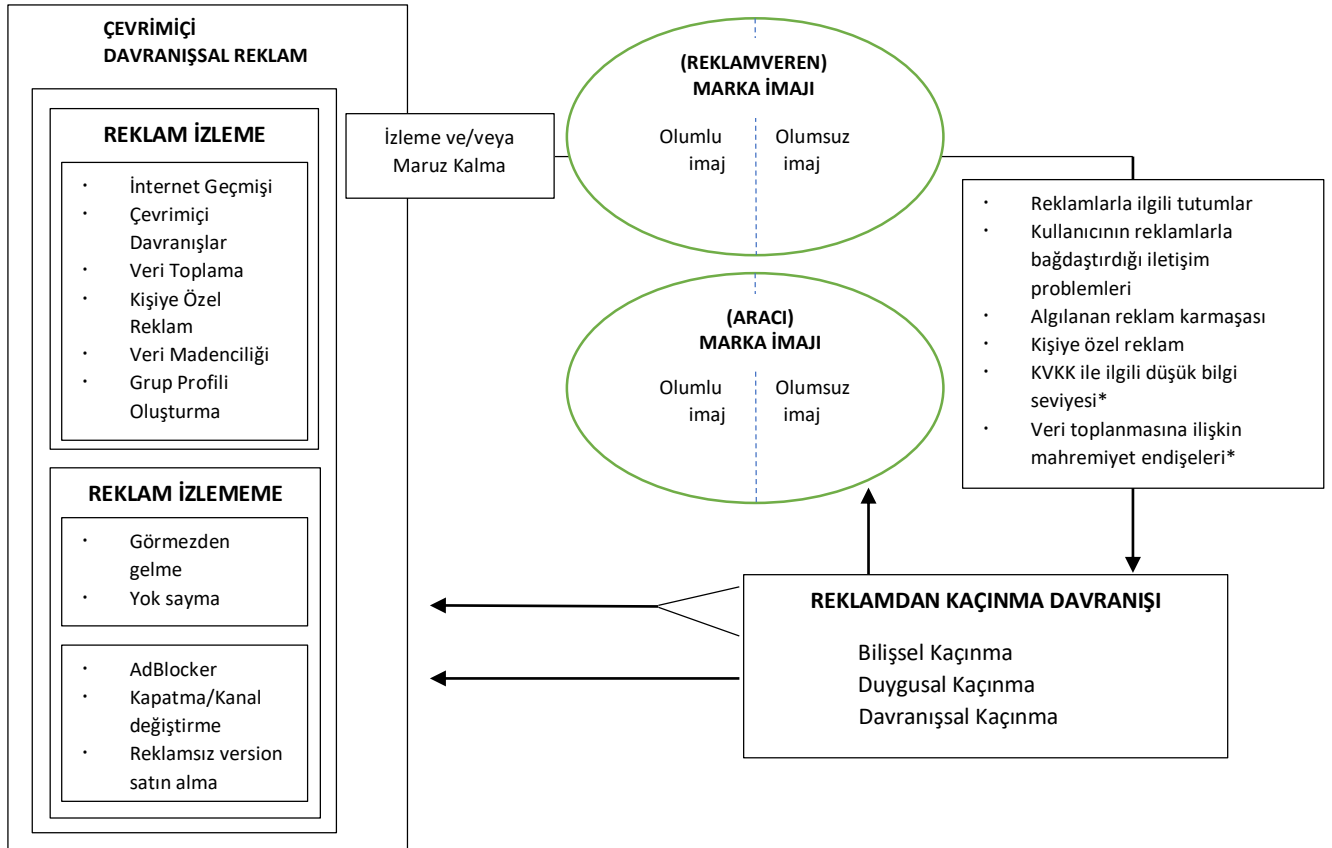 ÇEVRİMİÇİ
DAVRANIŞSAL REKLAM
REKLAM İZLEME
· İnternet Geçmişi
· Çevrimiçi
Davranışlar
· Veri Toplama
· Kişiye Özel
Reklam
· Veri Madenciliği
· Grup Profili
Oluşturma
REKLAM İZLEMEME
· Görmezden
gelme
· Yok sayma
· AdBlocker
· Kapatma/Kanal
değiştirme
· Reklamsız version
satın alma
İzleme ve/veya
Maruz Kalma
(REKLAMVEREN)
MARKA İMAJI
Olumlu
imaj
Olumsuz
imaj
(ARACI)
MARKA İMAJI
Olumlu
imaj
Olumsuz
imaj
· Reklamlarla ilgili tutumlar
· Kullanıcının reklamlarla
bağdaştırdığı iletişim
problemleri
· Algılanan reklam karmaşası
· Kişiye özel reklam
· KVKK ile ilgili düşük bilgi
seviyesi*
· Veri toplanmasına ilişkin
mahremiyet endişeleri*
REKLAMDAN KAÇINMA DAVRANIŞI
Bilişsel Kaçınma
Duygusal Kaçınma
Davranışsal Kaçınma